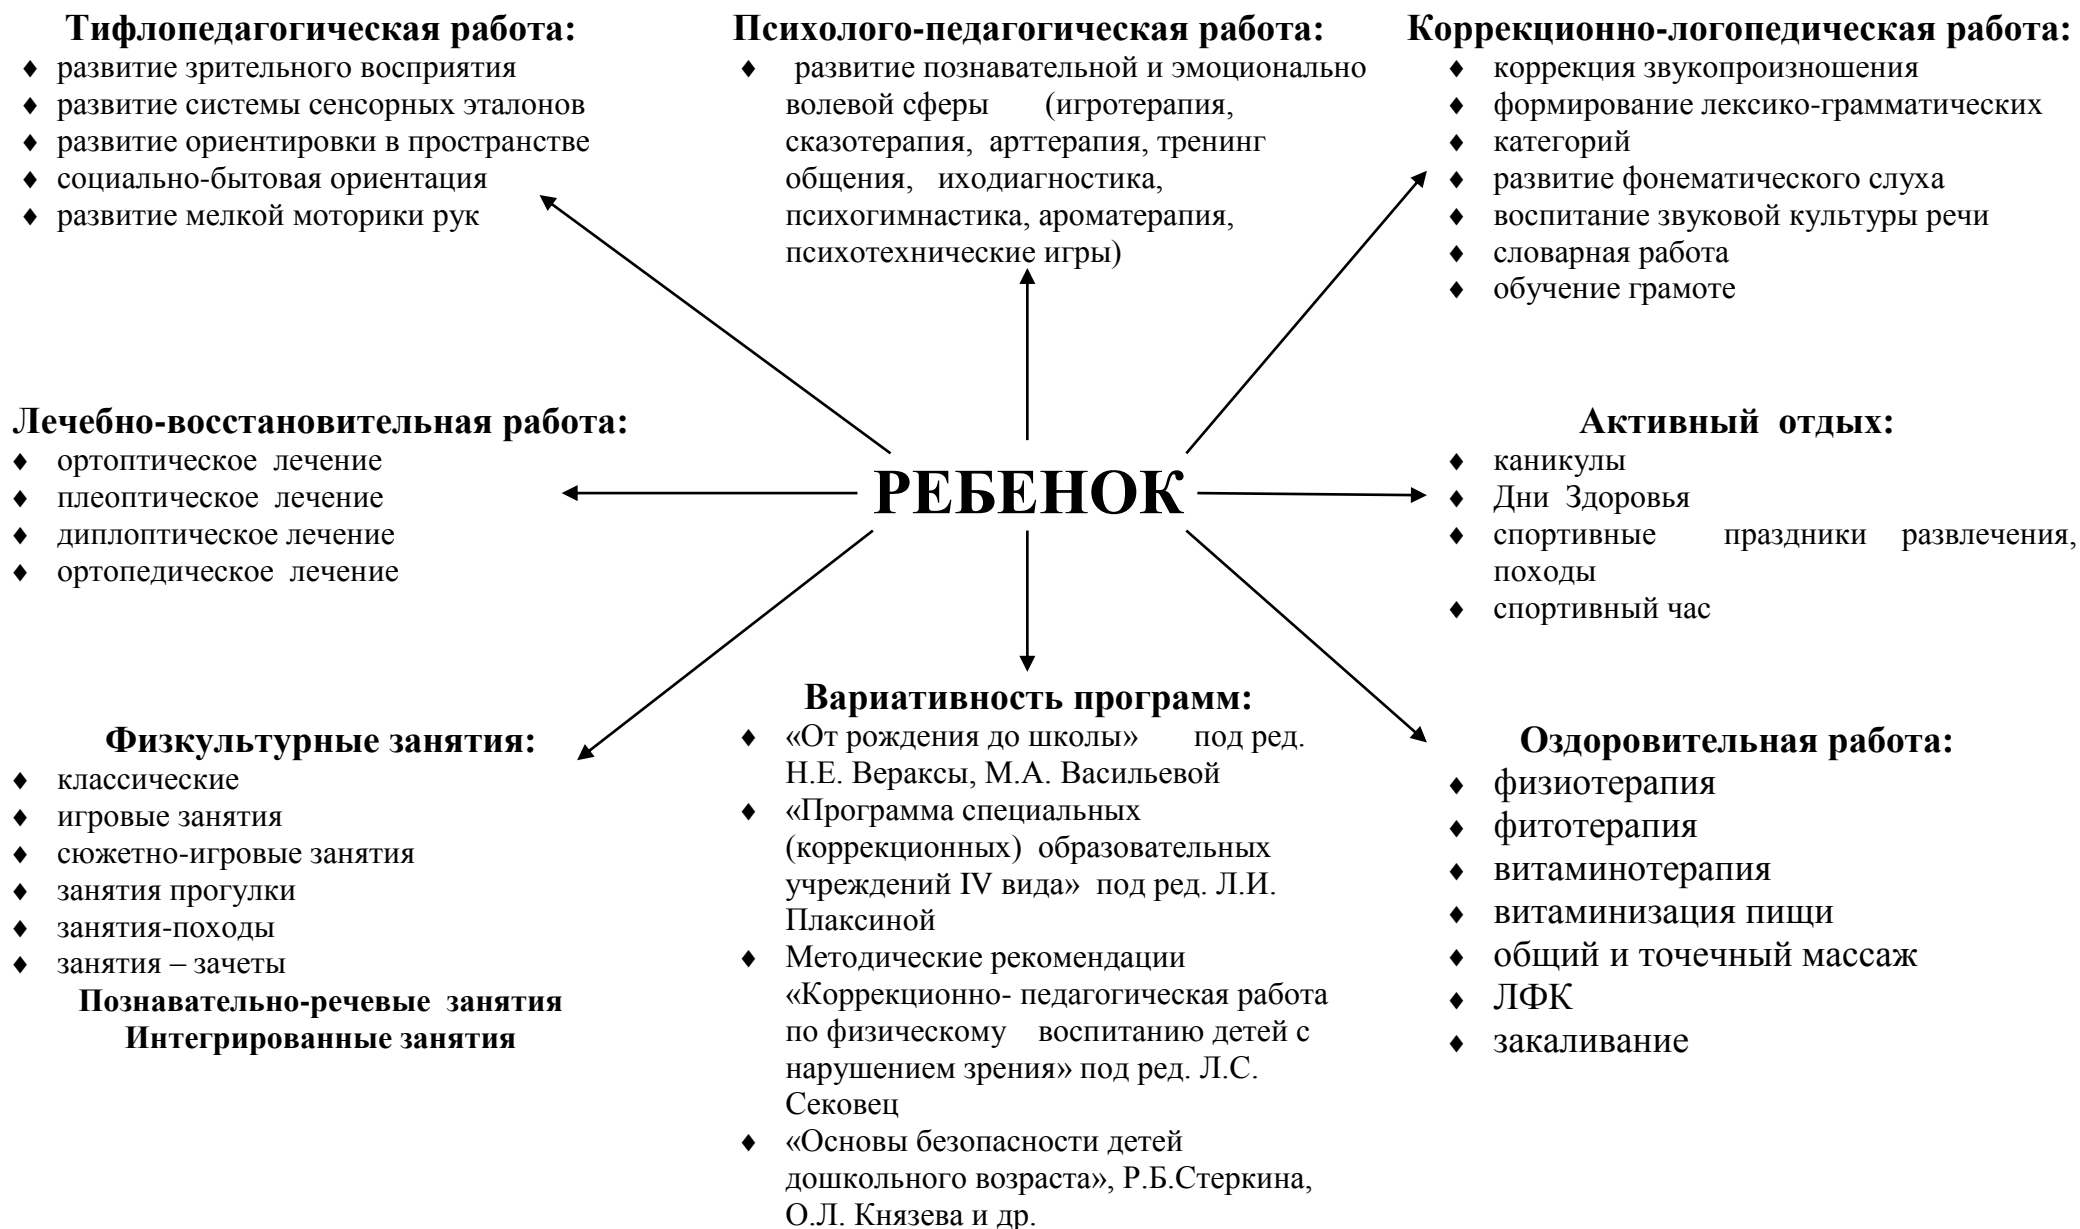 Тифлопедагогическая работа:
♦ развитие зрительного восприятия
♦ развитие системы сенсорных эталонов
♦ развитие ориентировки в пространстве
♦ социально-бытовая ориентация
♦ развитие мелкой моторики рук
Психолого-педагогическая работа:
♦ развитие познавательной и эмоционально
волевой сферы (игротерапия,
сказотерапия, арттерапия, тренинг
общения, иходиагностика,
психогимнастика, ароматерапия,
психотехнические игры)
Коррекционно-логопедическая работа:
♦ коррекция звукопроизношения
♦ формирование лексико-грамматических
♦ категорий
♦ развитие фонематического слуха
♦ воспитание звуковой культуры речи
♦ словарная работа
♦ обучение грамоте
Лечебно-восстановительная работа:
♦ ортоптическое лечение
♦ плеоптическое лечение
♦ диплоптическое лечение
♦ ортопедическое лечение
РЕБЕНОК
Активный отдых:
♦ каникулы
♦ Дни Здоровья
♦ спортивные праздники развлечения,
походы
♦ спортивный час
Физкультурные занятия:
♦ классические
♦ игровые занятия
♦ сюжетно-игровые занятия
♦ занятия прогулки
♦ занятия-походы
♦ занятия – зачеты
Познавательно-речевые занятия
Интегрированные занятия
Вариативность программ:
♦ «От рождения до школы» под ред.
Н.Е. Вераксы, М.А. Васильевой
♦ «Программа специальных
(коррекционных) образовательных
учреждений IV вида» под ред. Л.И.
Плаксиной
♦ Методические рекомендации
«Коррекционно- педагогическая работа
по физическому воспитанию детей с
нарушением зрения» под ред. Л.С.
Сековец
♦ «Основы безопасности детей
дошкольного возраста», Р.Б.Стеркина,
О.Л. Князева и др.
Оздоровительная работа:
♦ физиотерапия
♦ фитотерапия
♦ витаминотерапия
♦ витаминизация пищи
♦ общий и точечный массаж
♦ ЛФК
♦ закаливание